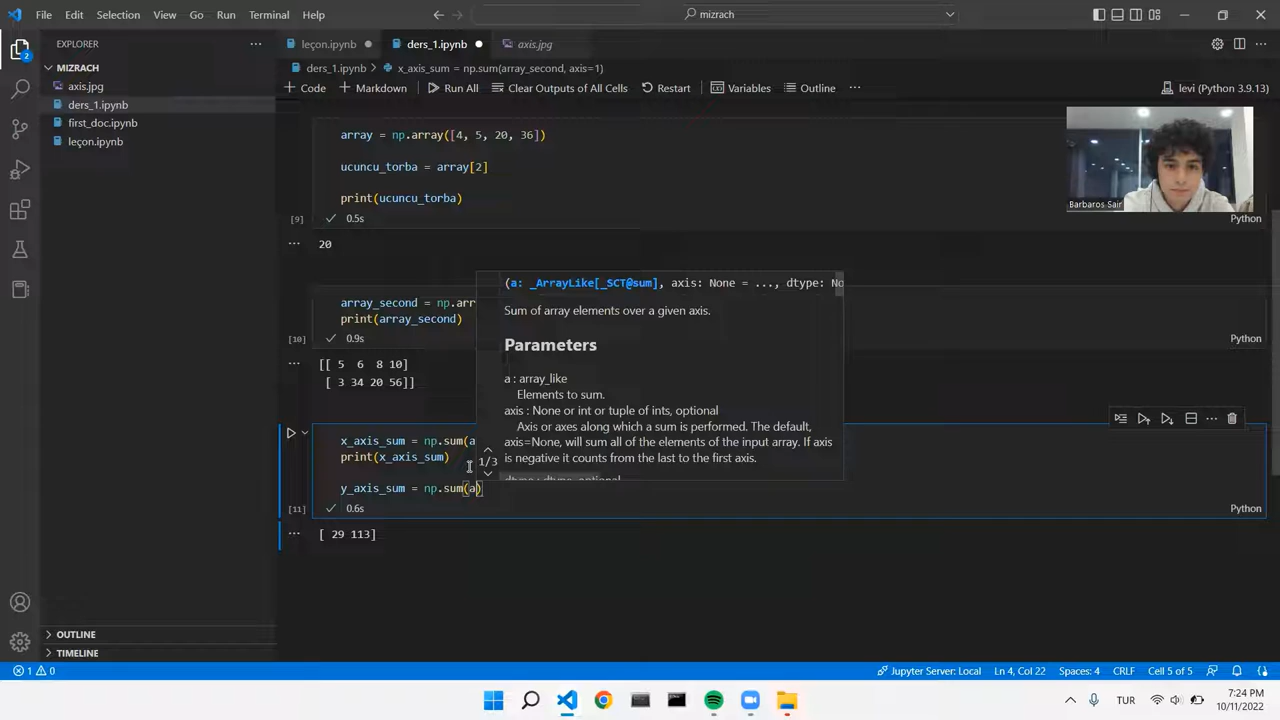 File Edit Selection View Go Run Terminal Help
mizrach
EXPLORER
leçon.ipynb
ders_1.ipynb
axis.jpg
MIZRACH
ders_1.ipynb > x_axis_sum = np.sum(array_second, axis=1)
axis.jpg
+ Code + Markdown Run All Clear Outputs of All Cells Restart Variables Outline ...
levi (Python 3.9.13)
ders_1.ipynb
first_doc.ipynb
leçon.ipynb
array = np.array([4, 5, 20, 36])
ucuncu_torba = array[2]
print(ucuncu_torba)
[9] 0.5s Python
20
Barbaros Sair
array_second = np.arr
print(array_second)
[10] 0.9s Python
[[ 5 6 8 10]
[ 3 34 20 56]]
(a: _ArrayLike[_SCT@sum], axis: None = ..., dtype: No
Sum of array elements over a given axis.
Parameters
a : array_like
Elements to sum.
axis : None or int or tuple of ints, optional
Axis or axes along which a sum is performed. The default,
axis=None, will sum all of the elements of the input array. If axis
is negative it counts from the last to the first axis.
dtype : dtype, optional
1/3
x_axis_sum = np.sum(a
print(x_axis_sum)
y_axis_sum = np.sum(a)
[11] 0.6s Python
[ 29 113]
OUTLINE
TIMELINE
1 0
Jupyter Server: Local Ln 4, Col 22 Spaces: 4 CRLF Cell 5 of 5
2
TUR
7:24 PM
10/11/2022